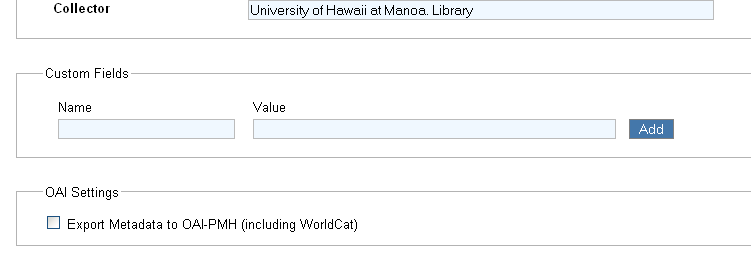 Collector University of Hawaii at Manoa. Library
Custom Fields
Name Value
Add
OAI Settings
Export Metadata to OAI-PMH (including WorldCat)